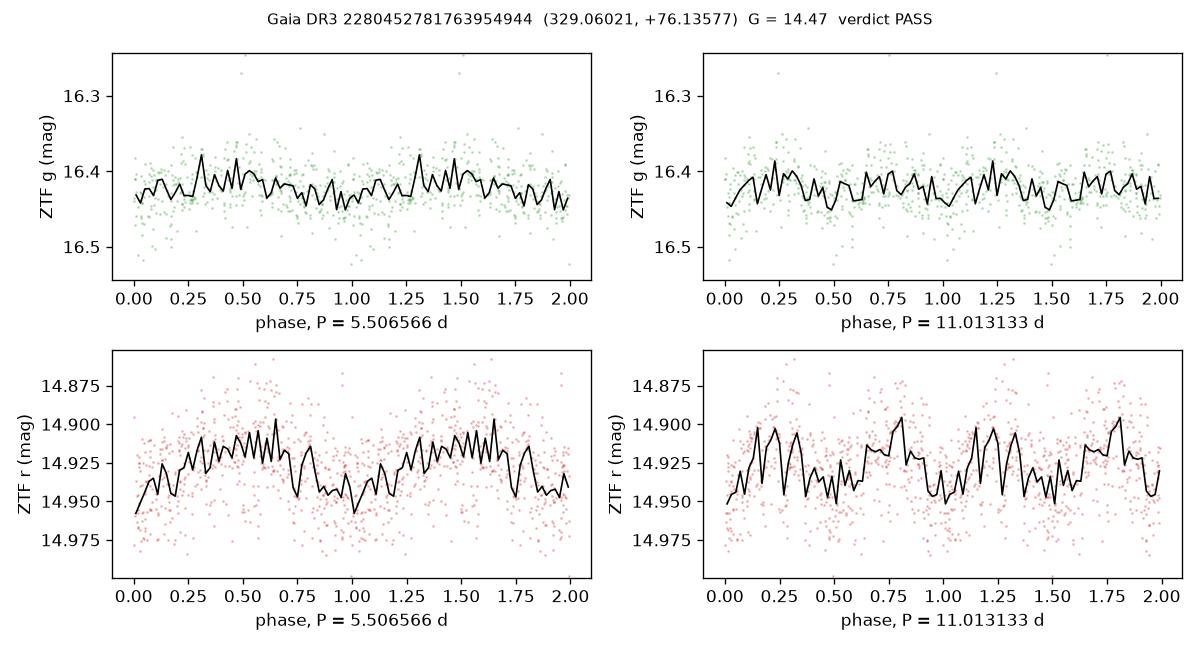 Gaia DR3 2280452781763954944 (329.06021, +76.13577) G = 14.47 verdict PASS
ZTF g (mag)
16.3
16.4
16.5
0.00 0.25 0.50 0.75 1.00 1.25 1.50 1.75 2.00
phase, P = 5.506566 d
ZTF g (mag)
16.3
16.4
16.5
0.00 0.25 0.50 0.75 1.00 1.25 1.50 1.75 2.00
phase, P = 11.013133 d
ZTF r (mag)
14.875
14.900
14.925
14.950
14.975
0.00 0.25 0.50 0.75 1.00 1.25 1.50 1.75 2.00
phase, P = 5.506566 d
ZTF r (mag)
14.875
14.900
14.925
14.950
14.975
0.00 0.25 0.50 0.75 1.00 1.25 1.50 1.75 2.00
phase, P = 11.013133 d